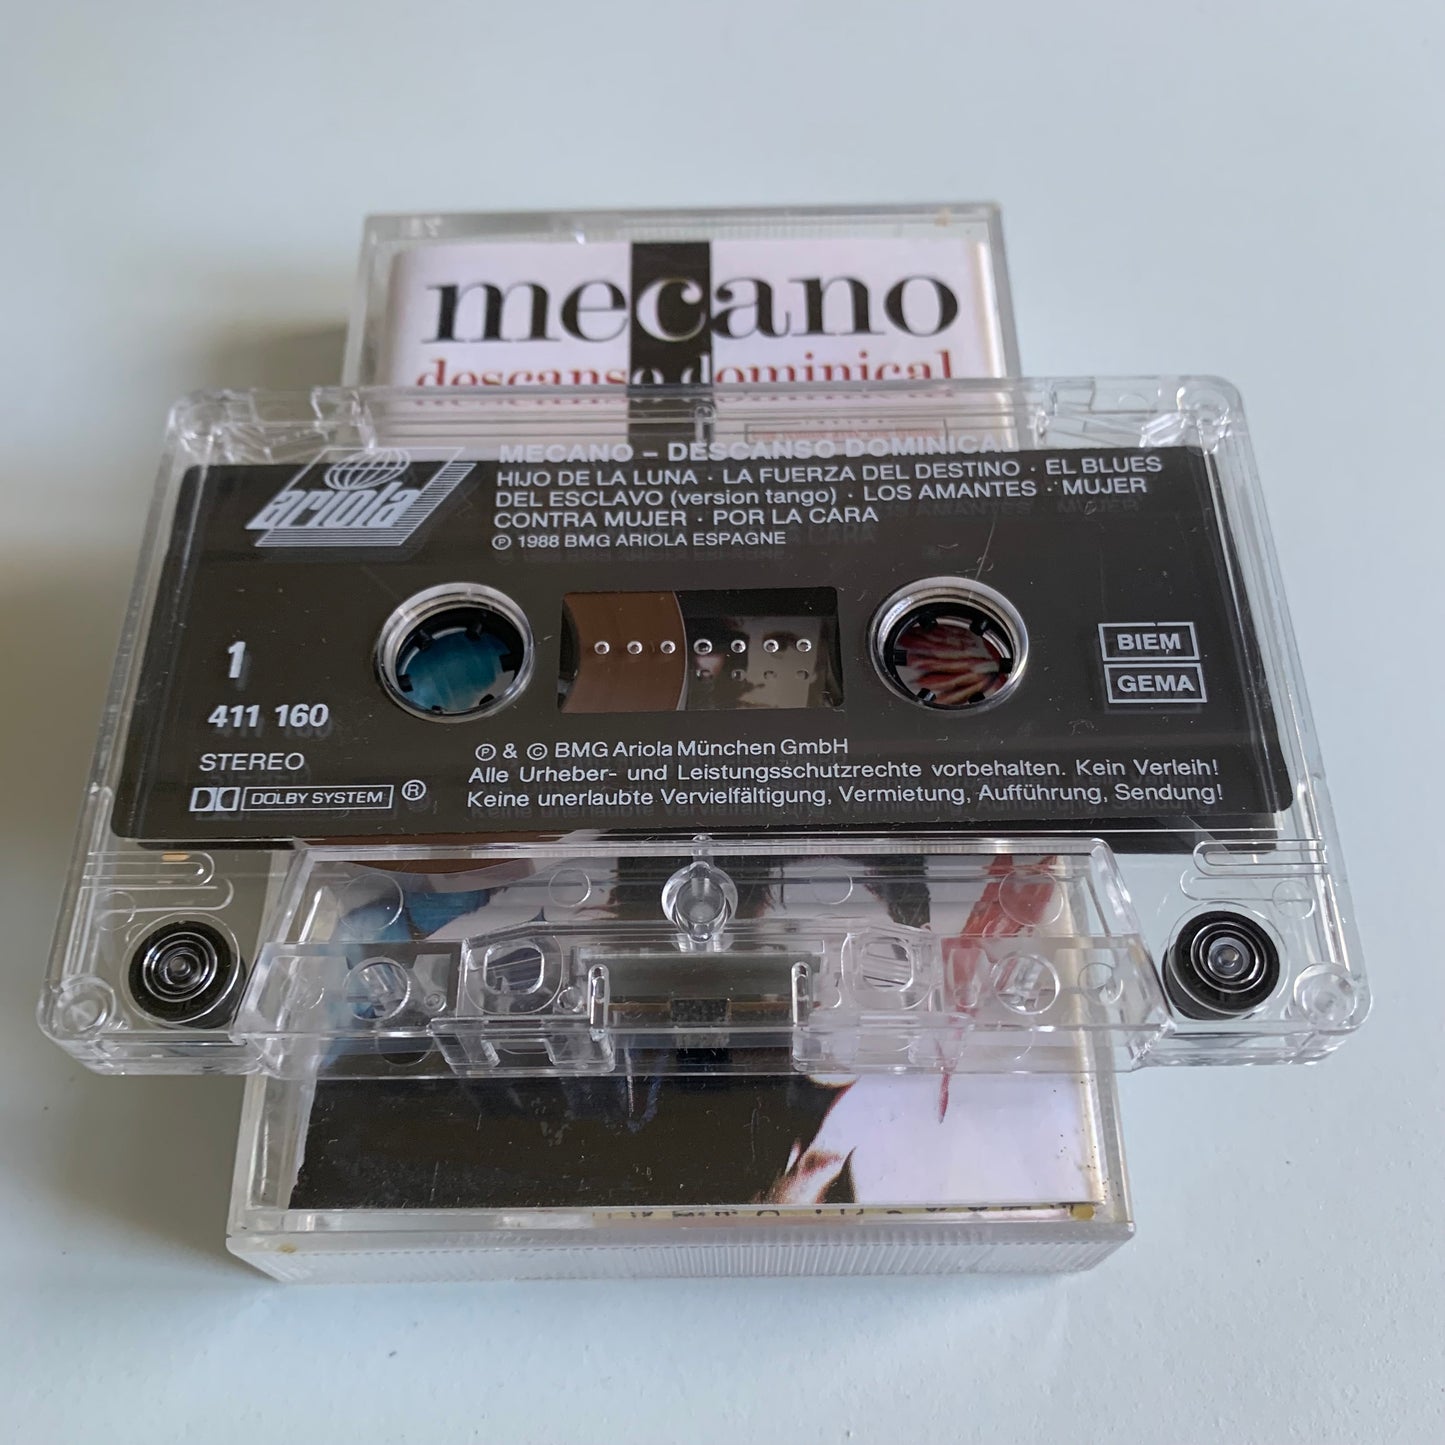 mecano
descanso dominical
ariola
MECANO – DESCANSO DOMINICAL
HIJO DE LA LUNA · LA FUERZA DEL DESTINO · EL BLUES
DEL ESCLAVO (version tango) · LOS AMANTES · MUJER
CONTRA MUJER · POR LA CARA
℗ 1988 BMG ARIOLA ESPAGNE
1
411 160
STEREO
DOLBY SYSTEM ®
BIEM
GEMA
℗ & © BMG Ariola München GmbH
Alle Urheber- und Leistungsschutzrechte vorbehalten. Kein Verleih!
Keine unerlaubte Vervielfältigung, Vermietung, Aufführung, Sendung!